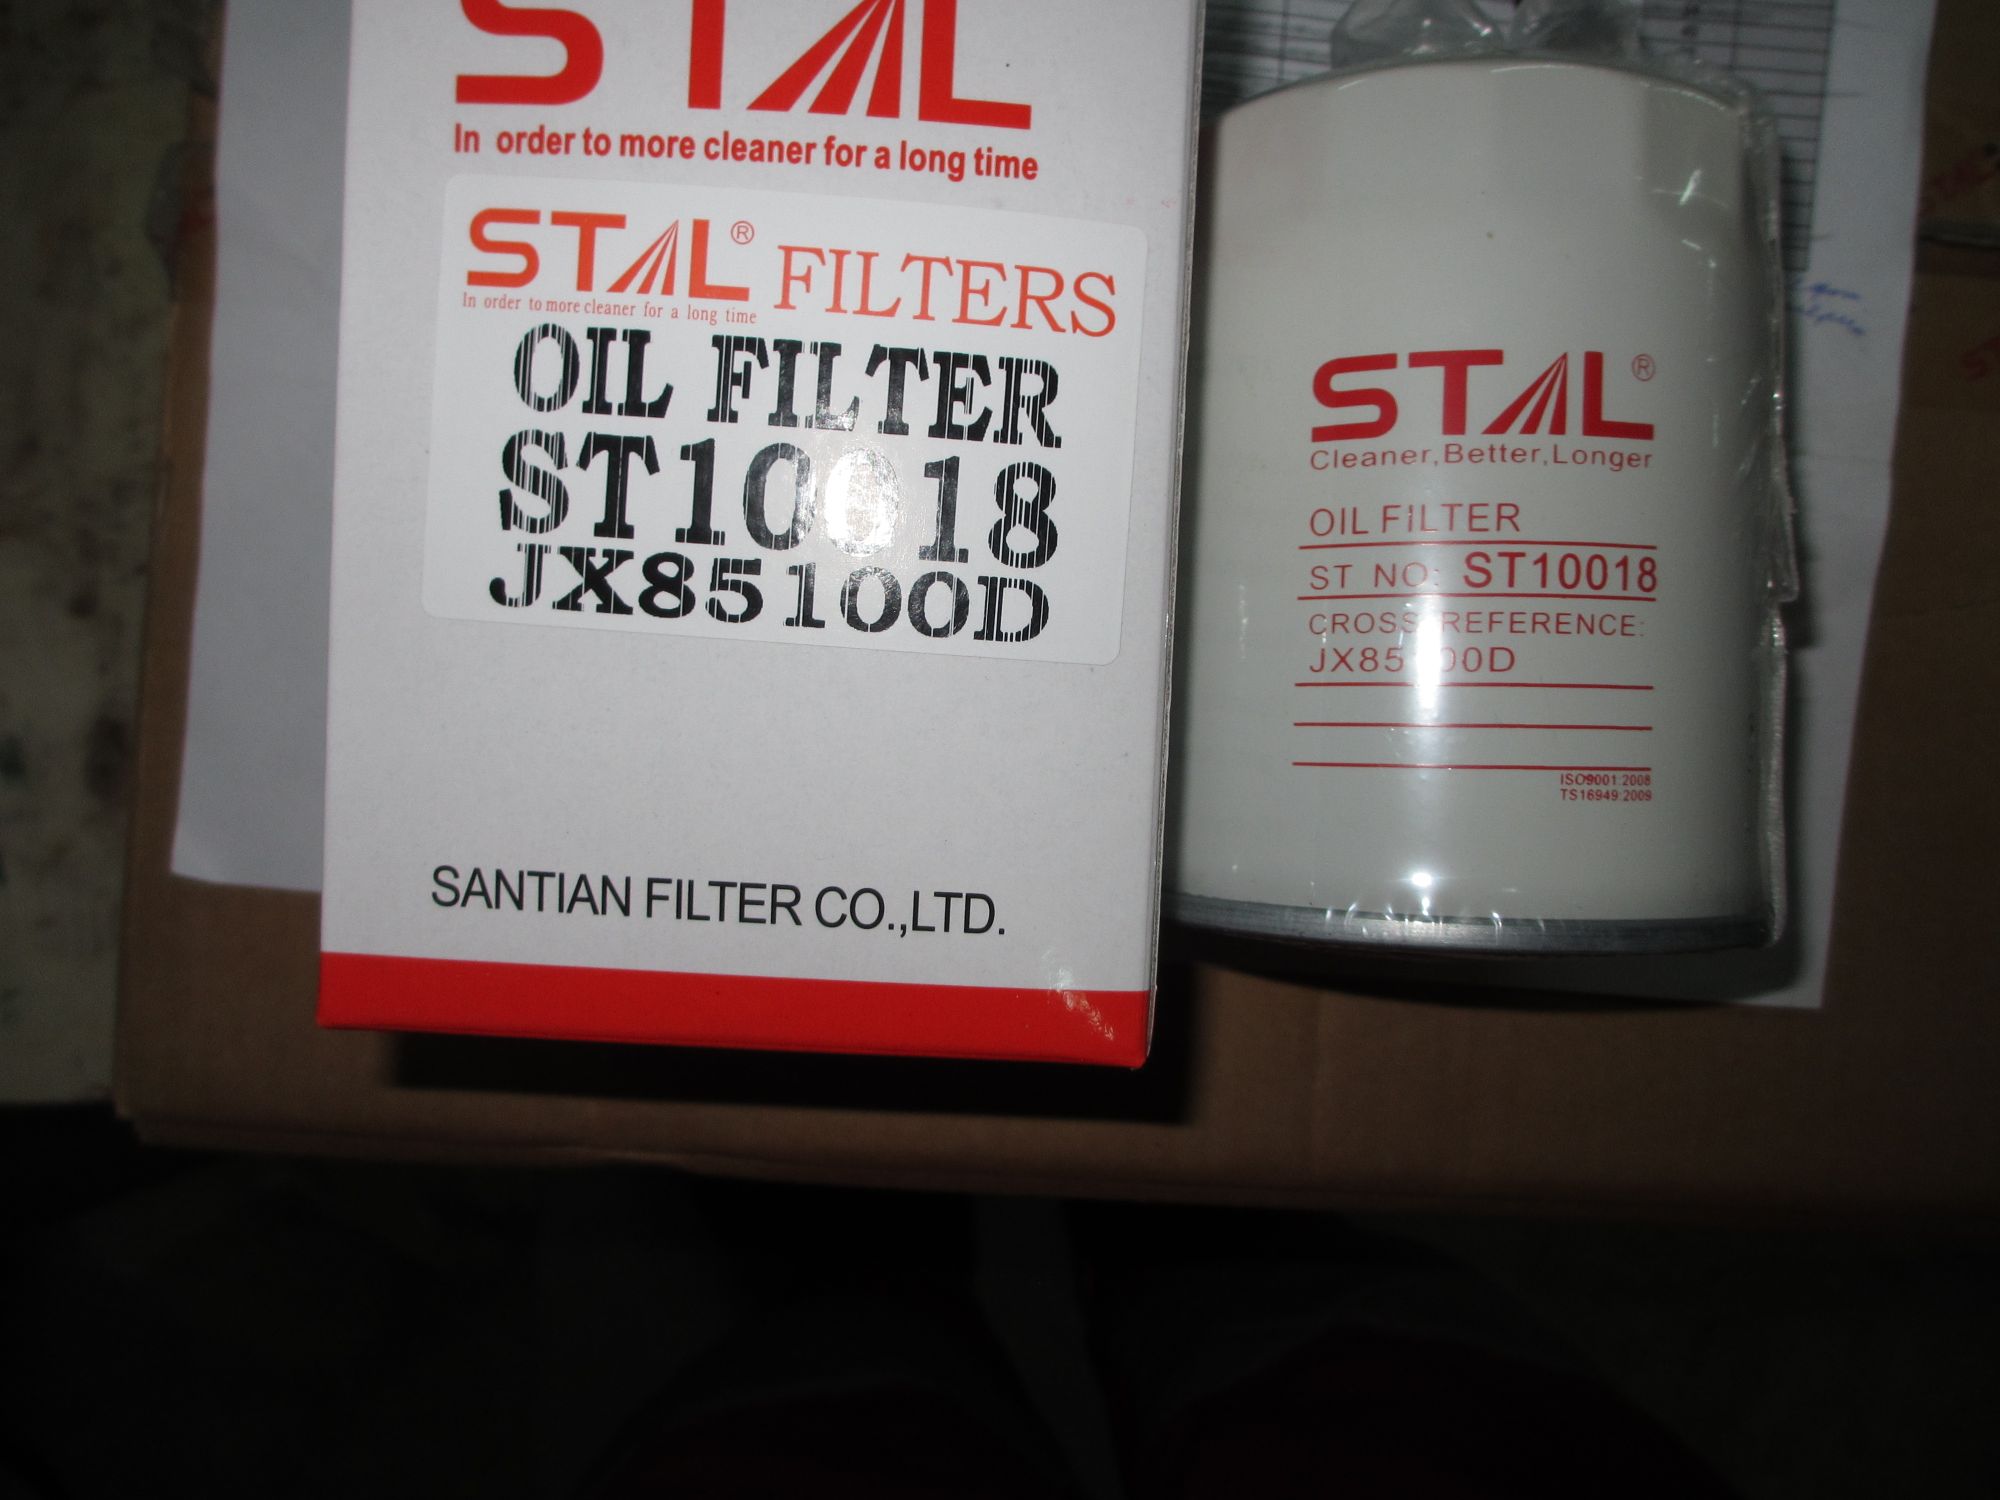 STAL
In order to more cleaner for a long time
STAL® FILTERS
In order to more cleaner for a long time
OIL FILTER
ST10018
JX85100D
SANTIAN FILTER CO.,LTD.
STAL®
Cleaner,Better,Longer
OIL FILTER
ST NO: ST10018
CROSS REFERENCE:
JX85100D
ISO9001:2008
TS16949:2009